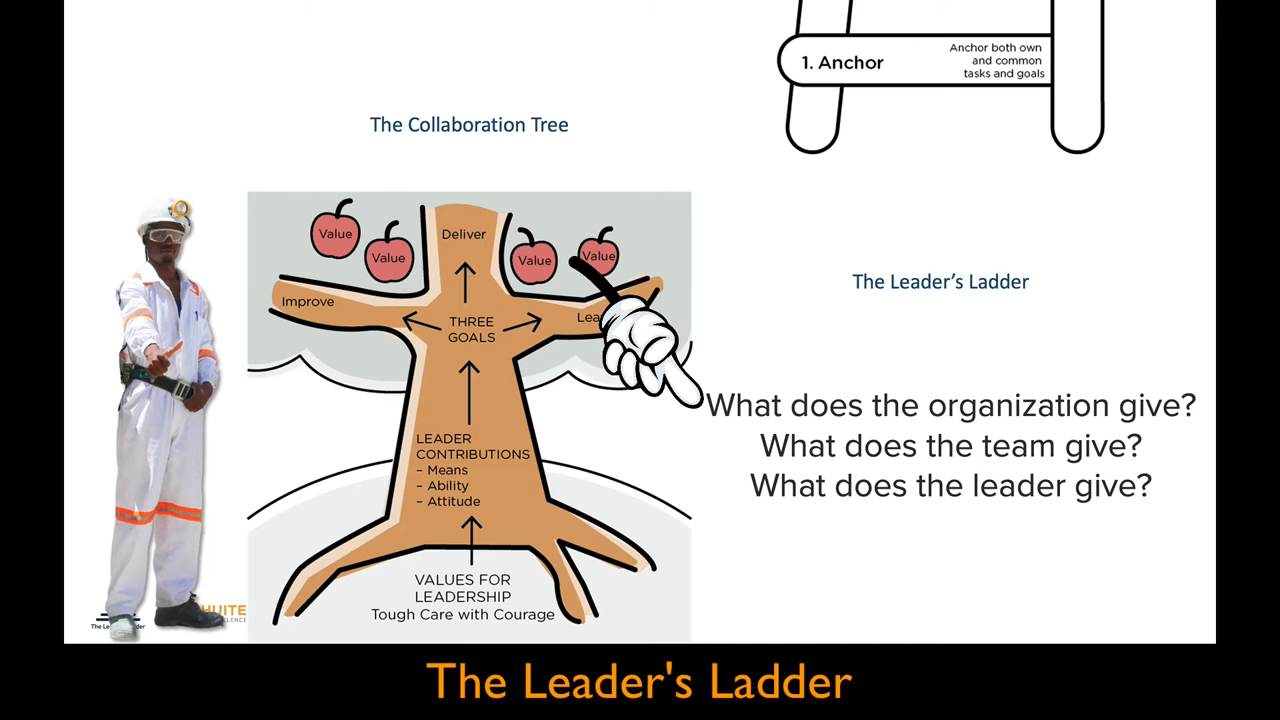 1. Anchor
Anchor both own
and common
tasks and goals
The Collaboration Tree
Value
Value
Deliver
Value
Value
Improve
THREE
GOALS
The Leader's Ladder
What does the organization give?
What does the team give?
What does the leader give?
LEADER
CONTRIBUTIONS
– Means
– Ability
– Attitude
VALUES FOR
LEADERSHIP
Tough Care with Courage
The Leader's Ladder